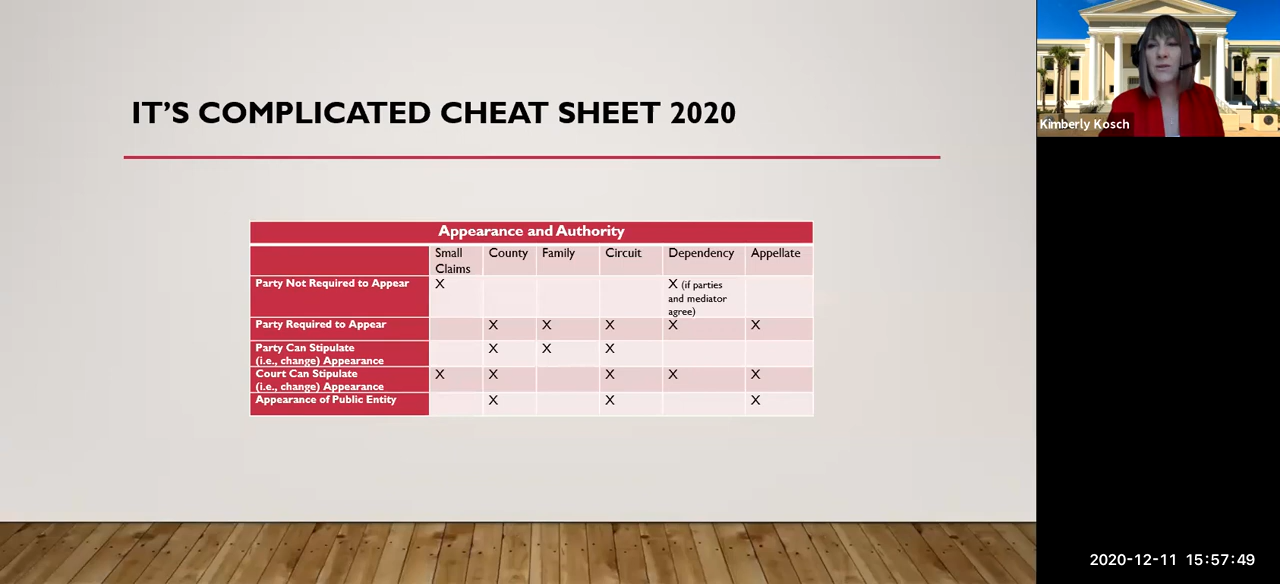 IT'S COMPLICATED CHEAT SHEET 2020
Kimberly Kosch
Appearance and Authority
Small Claims County Family Circuit Dependency Appellate
Party Not Required to Appear X X (if parties and mediator agree)
Party Required to Appear X X X X X
Party Can Stipulate (i.e., change) Appearance X X X
Court Can Stipulate (i.e., change) Appearance X X X X X
Appearance of Public Entity X X X
2020-12-11 15:57:49